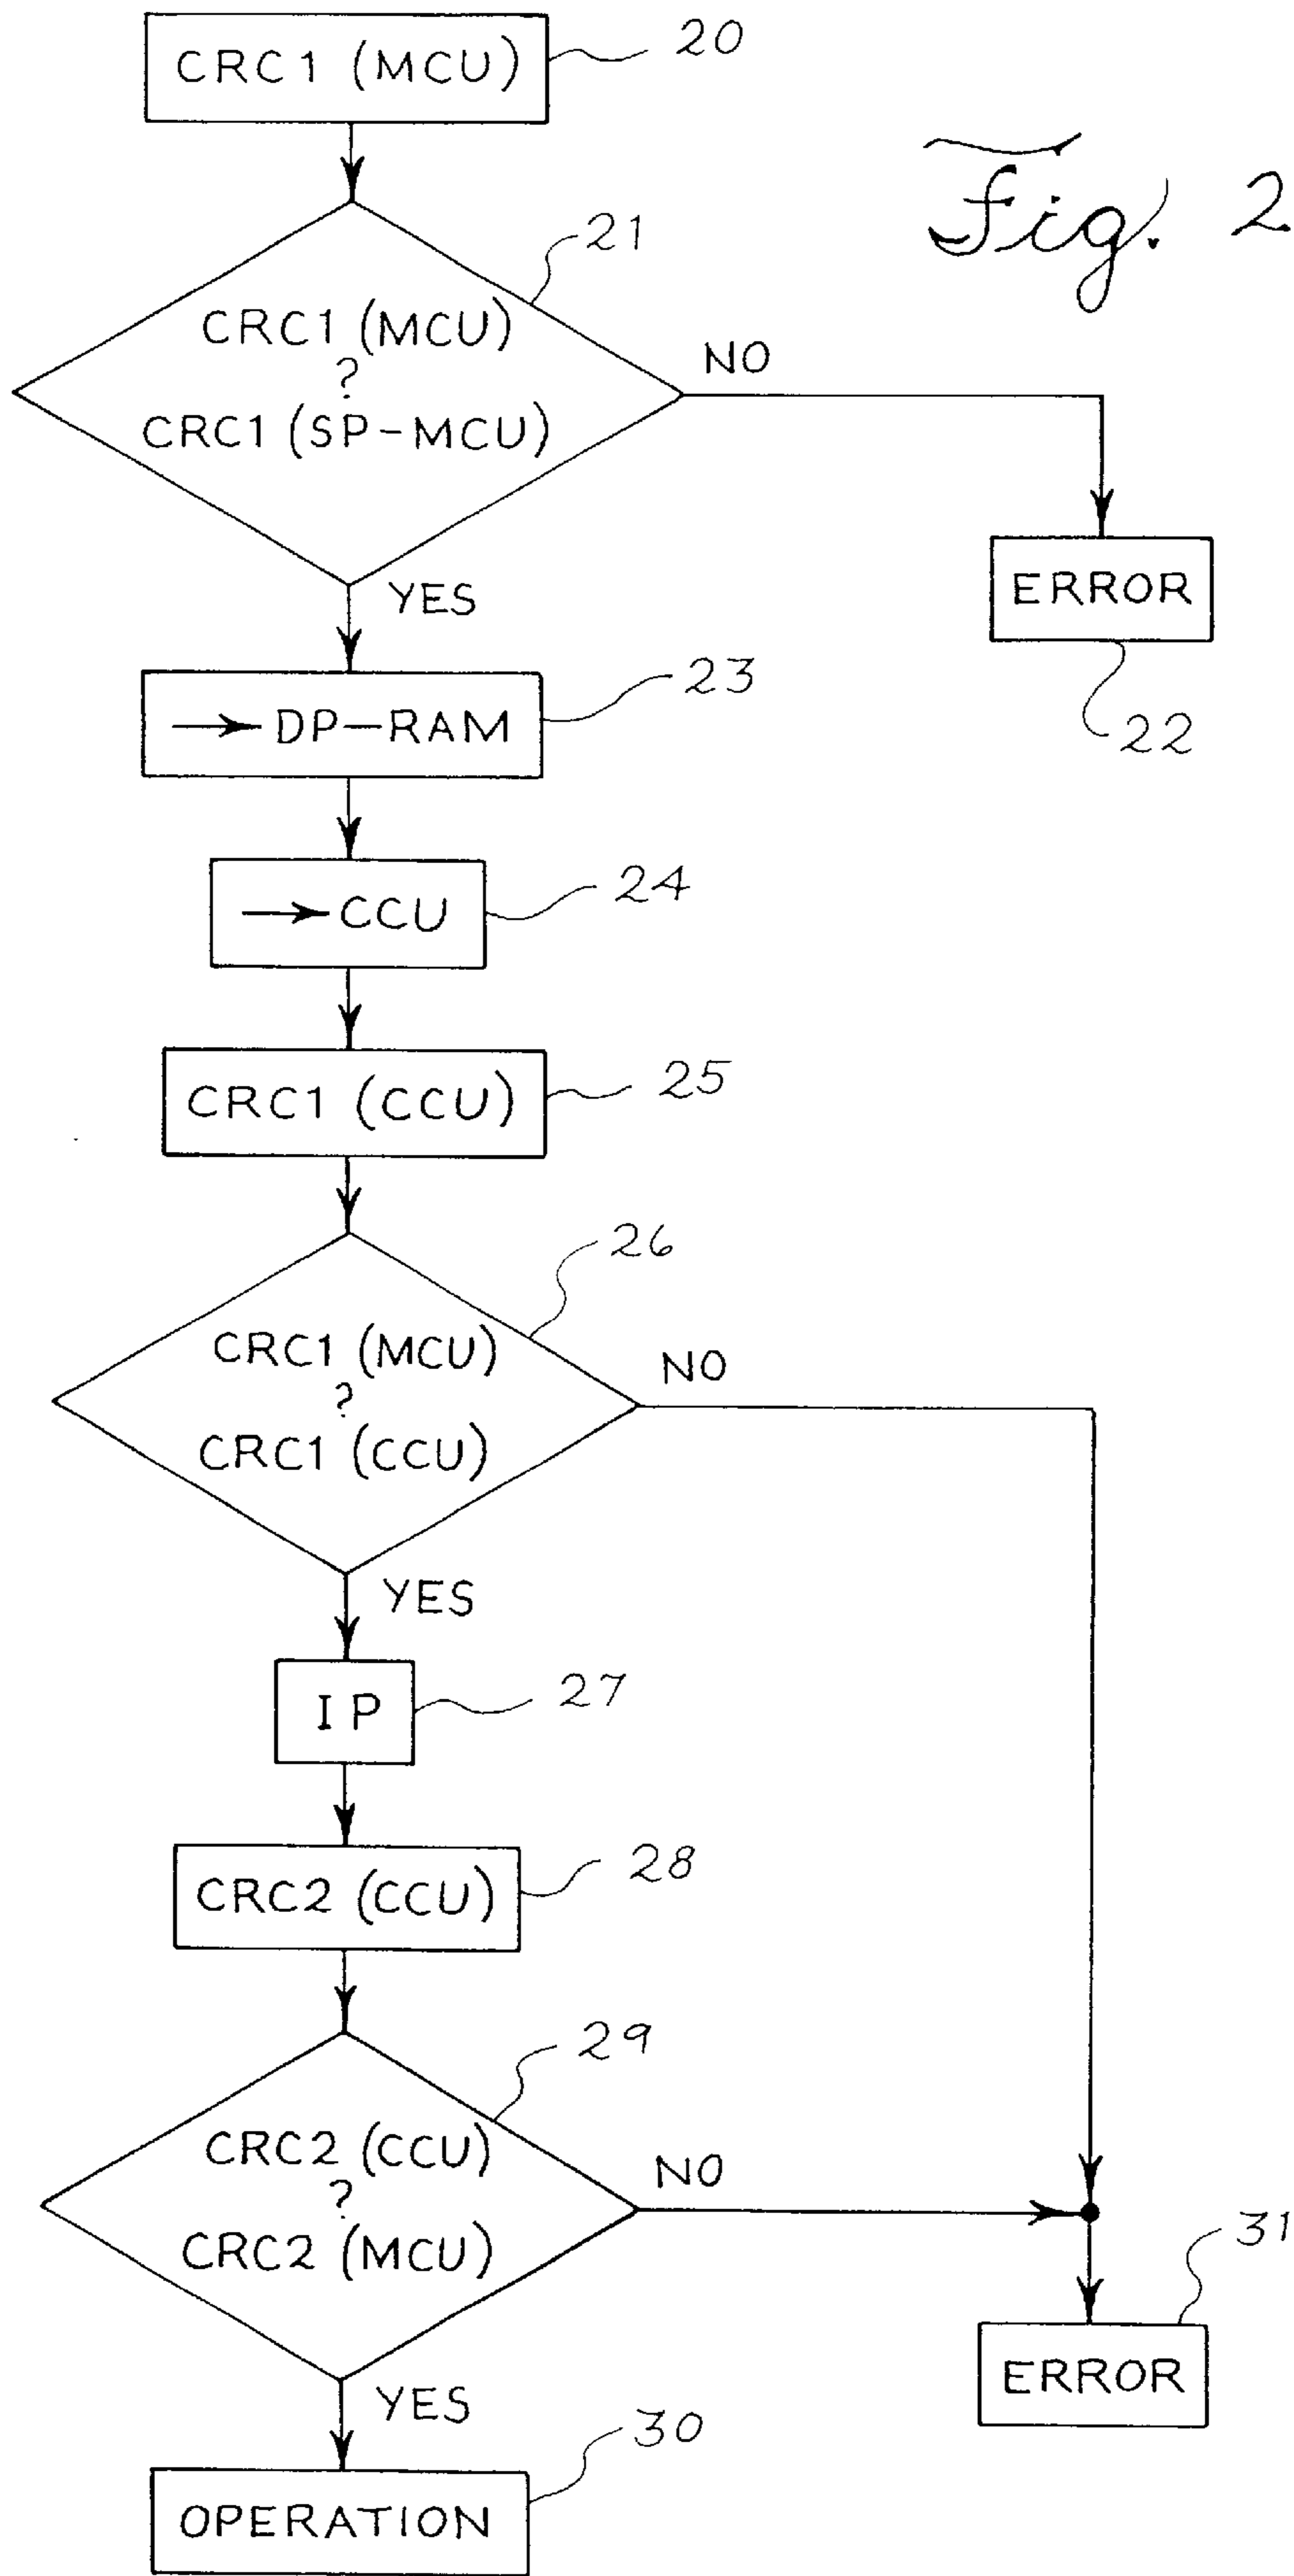 CRC1 (MCU)
20
Fig. 2
21
CRC1 (MCU)
?
CRC1 (SP-MCU)
NO
YES
ERROR
22
→ DP-RAM
23
→ CCU
24
CRC1 (CCU)
25
26
CRC1 (MCU)
?
CRC1 (CCU)
NO
YES
IP
27
CRC2 (CCU)
28
29
CRC2 (CCU)
?
CRC2 (MCU)
NO
31
ERROR
YES
30
OPERATION